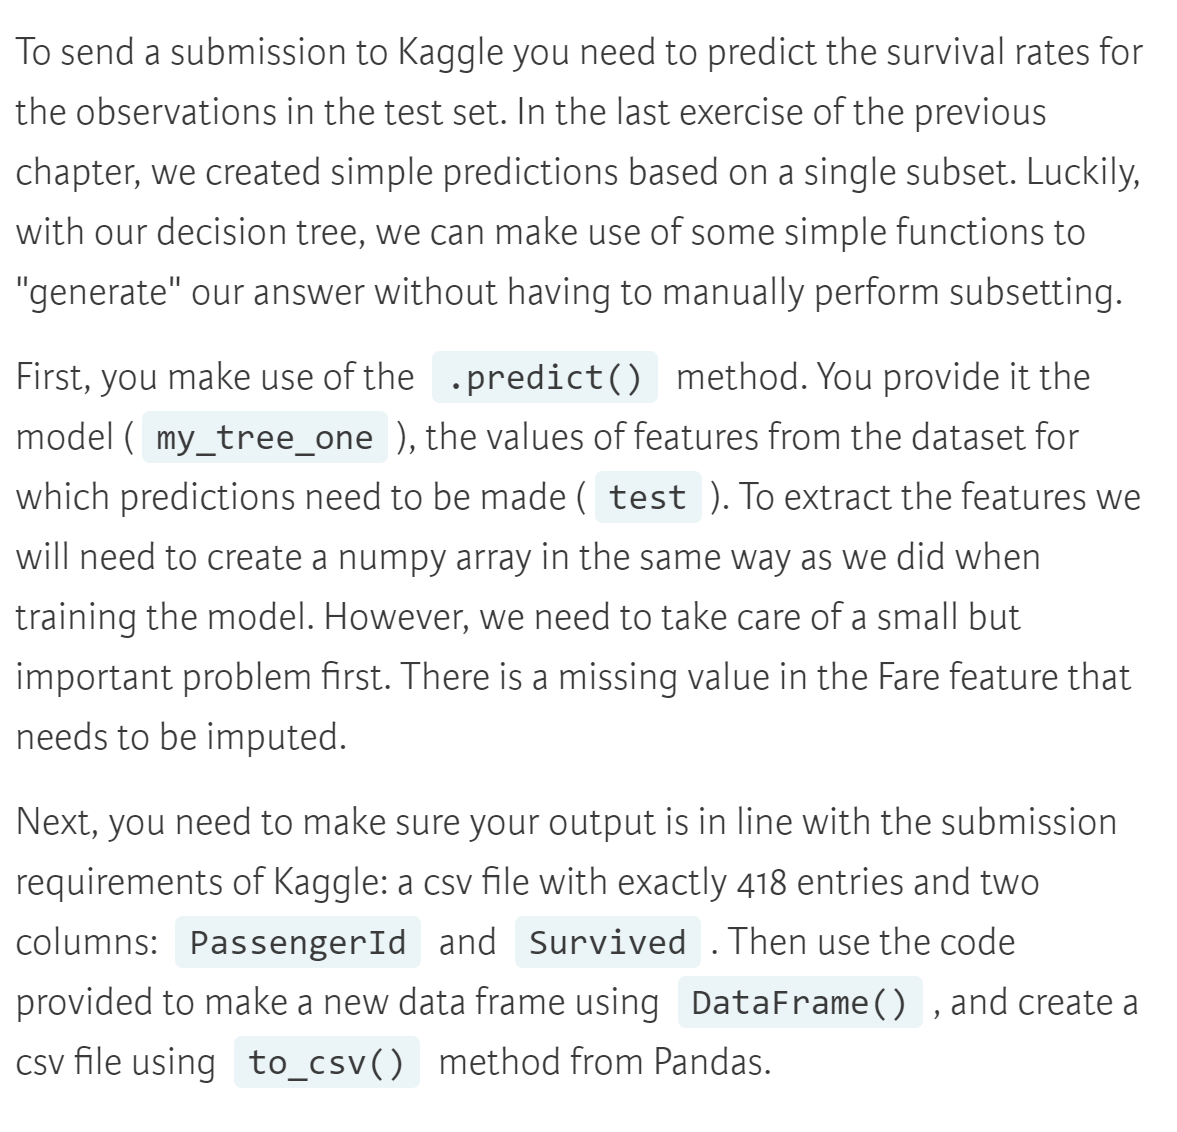 To send a submission to Kaggle you need to predict the survival rates for
the observations in the test set. In the last exercise of the previous
chapter, we created simple predictions based on a single subset. Luckily,
with our decision tree, we can make use of some simple functions to
"generate" our answer without having to manually perform subsetting.
First, you make use of the .predict() method. You provide it the
model ( my_tree_one ), the values of features from the dataset for
which predictions need to be made ( test ). To extract the features we
will need to create a numpy array in the same way as we did when
training the model. However, we need to take care of a small but
important problem first. There is a missing value in the Fare feature that
needs to be imputed.
Next, you need to make sure your output is in line with the submission
requirements of Kaggle: a csv file with exactly 418 entries and two
columns: PassengerId and Survived . Then use the code
provided to make a new data frame using DataFrame() , and create a
csv file using to_csv() method from Pandas.